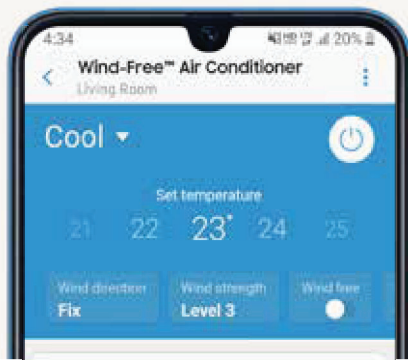 4:34 20%
Wind-Free™ Air Conditioner
Living Room
Cool
Set temperature
21 22 23° 24 25
Wind direction Wind strength Wind free
Fix Level 3